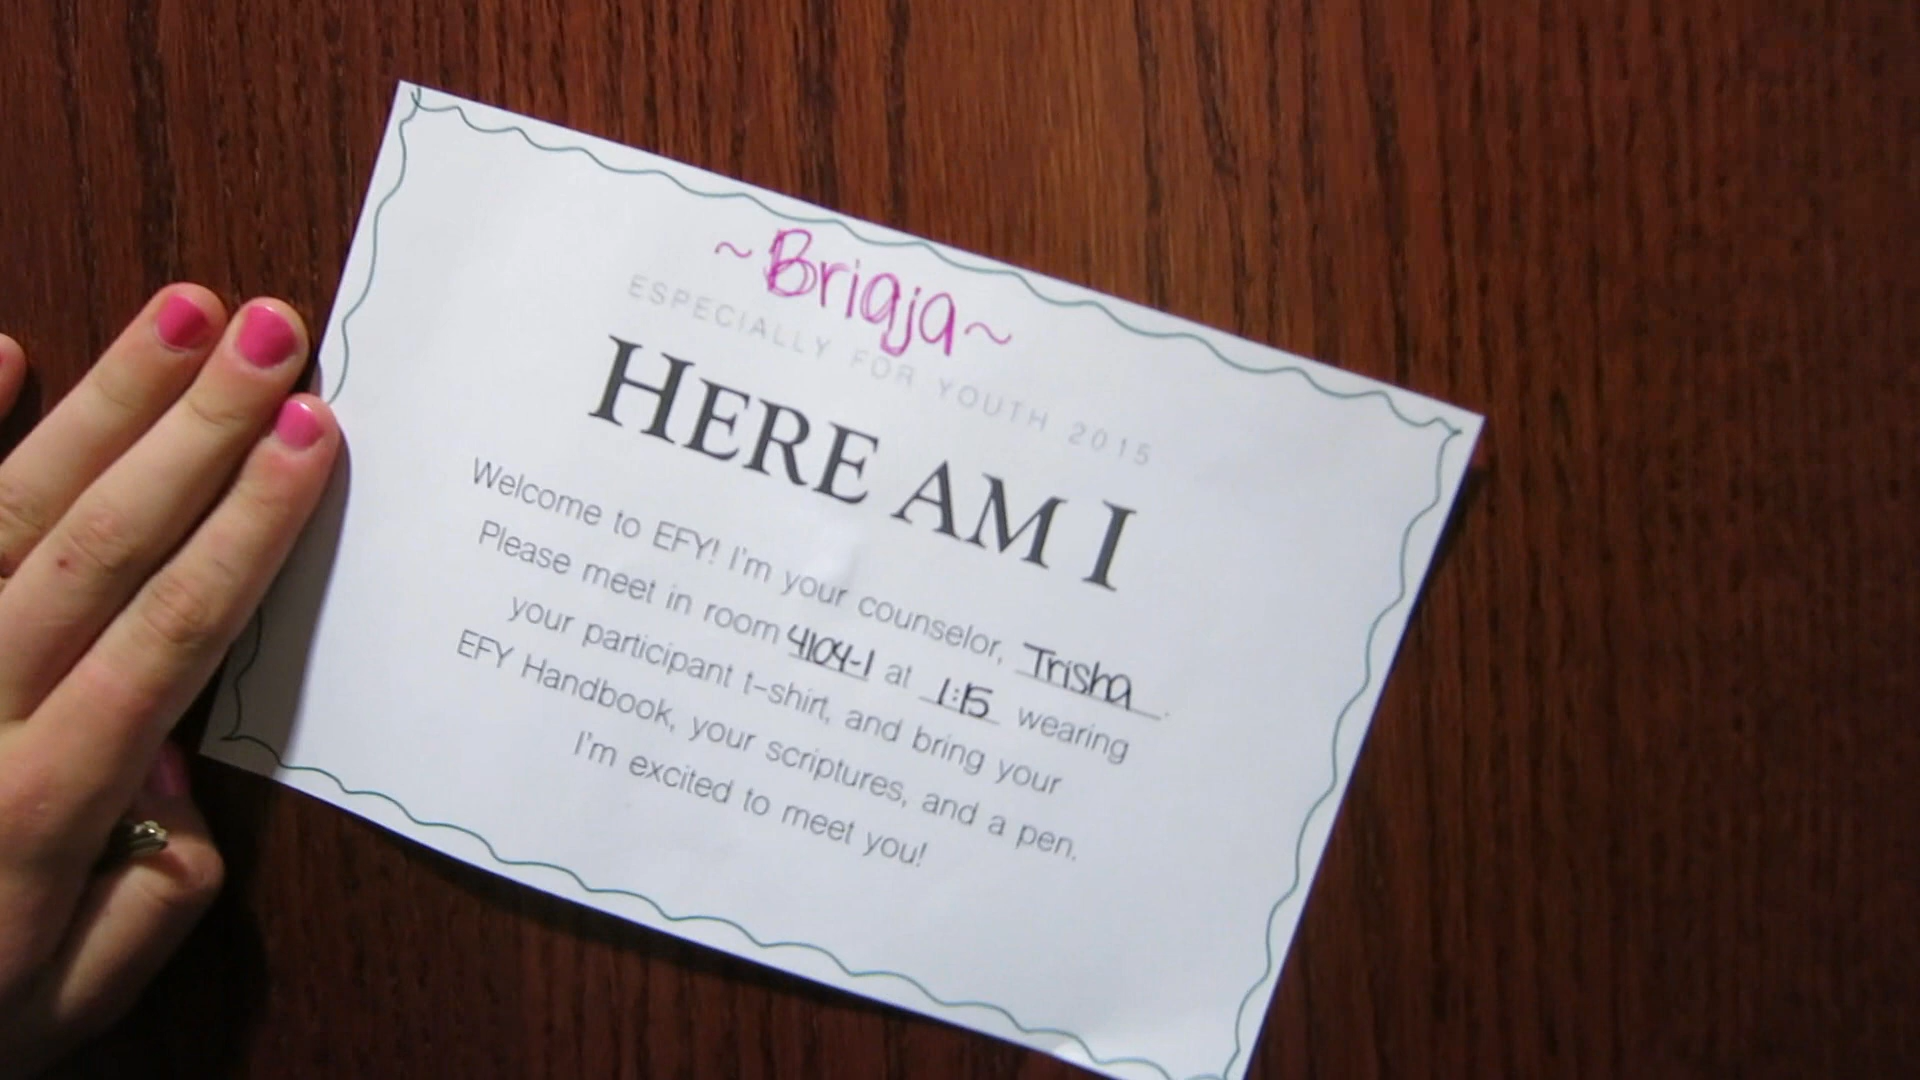 ~Briaja~
ESPECIALLY FOR YOUTH 2015
HERE AM I
Welcome to EFY! I'm your counselor, Trisha.
Please meet in room 4104-1 at 1:15 wearing
your participant t-shirt, and bring your
EFY Handbook, your scriptures, and a pen.
I'm excited to meet you!